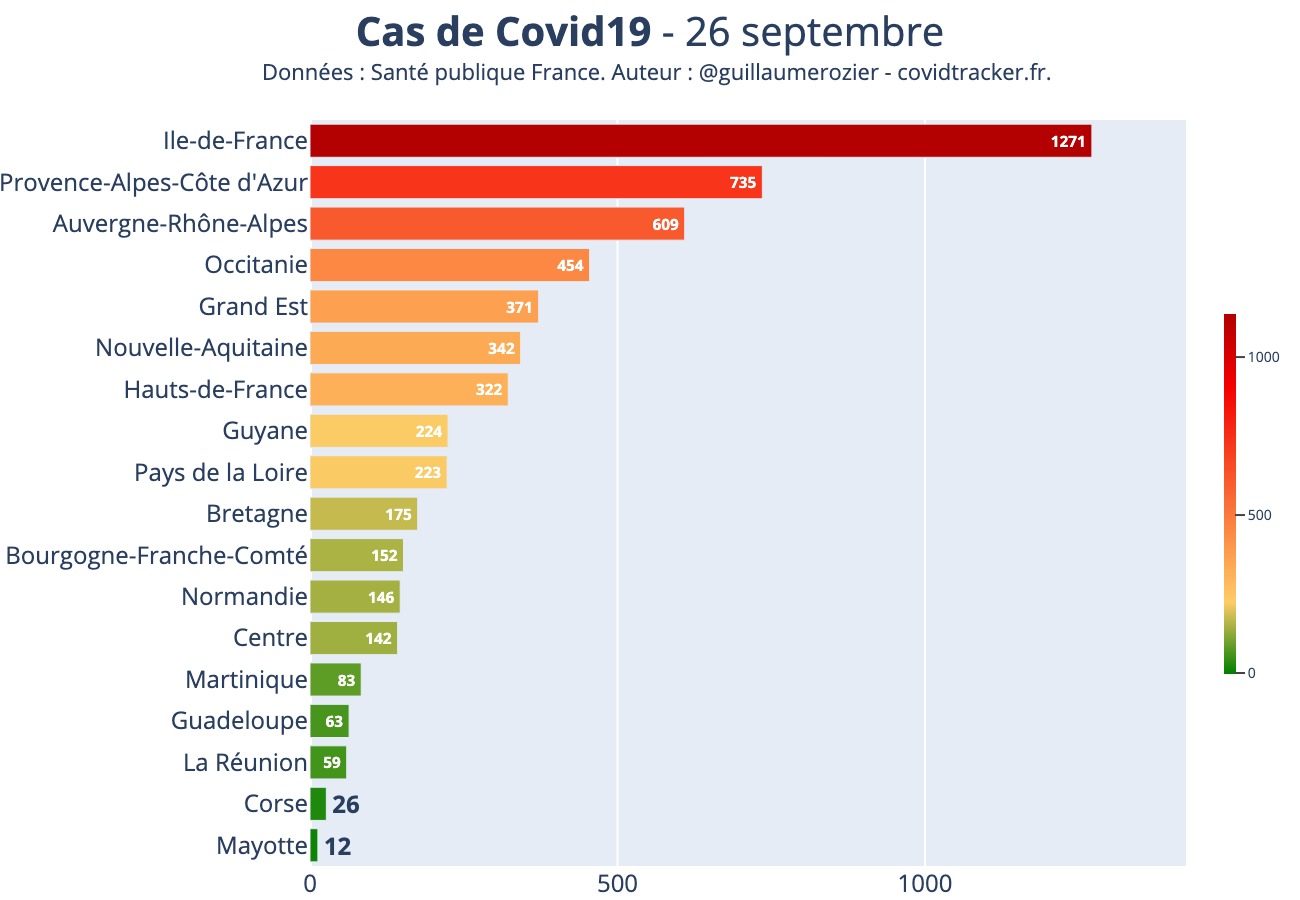 Cas de Covid19 - 26 septembre
Données : Santé publique France. Auteur : @guillaumerozier - covidtracker.fr.
Ile-de-France 1271
Provence-Alpes-Côte d'Azur 735
Auvergne-Rhône-Alpes 609
Occitanie 454
Grand Est 371
Nouvelle-Aquitaine 342
Hauts-de-France 322
Guyane 224
Pays de la Loire 223
Bretagne 175
Bourgogne-Franche-Comté 152
Normandie 146
Centre 142
Martinique 83
Guadeloupe 63
La Réunion 59
Corse 26
Mayotte 12
0 500 1000
1000
500
0